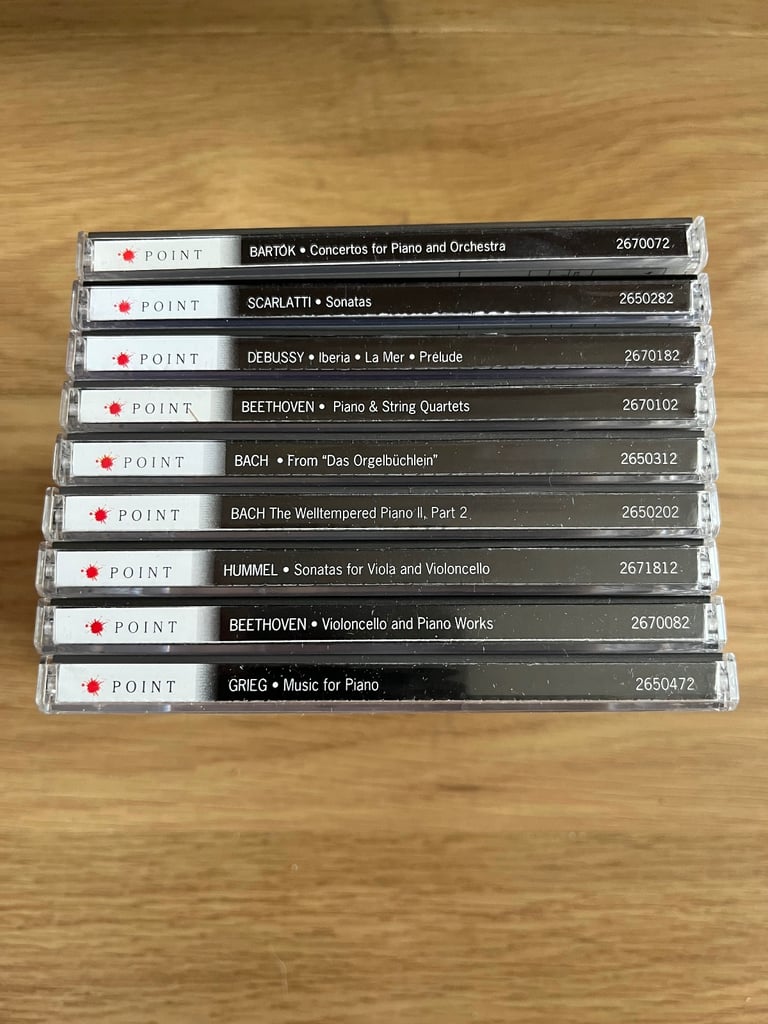 POINT BARTÓK • Concertos for Piano and Orchestra 2670072
POINT SCARLATTI • Sonatas 2650282
POINT DEBUSSY • Iberia • La Mer • Prelude 2670182
POINT BEETHOVEN • Piano & String Quartets 2670102
POINT BACH • From “Das Orgelbüchlein” 2650312
POINT BACH The Welltempered Piano II, Part 2 2650202
POINT HUMMEL • Sonatas for Viola and Violoncello 2671812
POINT BEETHOVEN • Violoncello and Piano Works 2670082
POINT GRIEG • Music for Piano 2650472